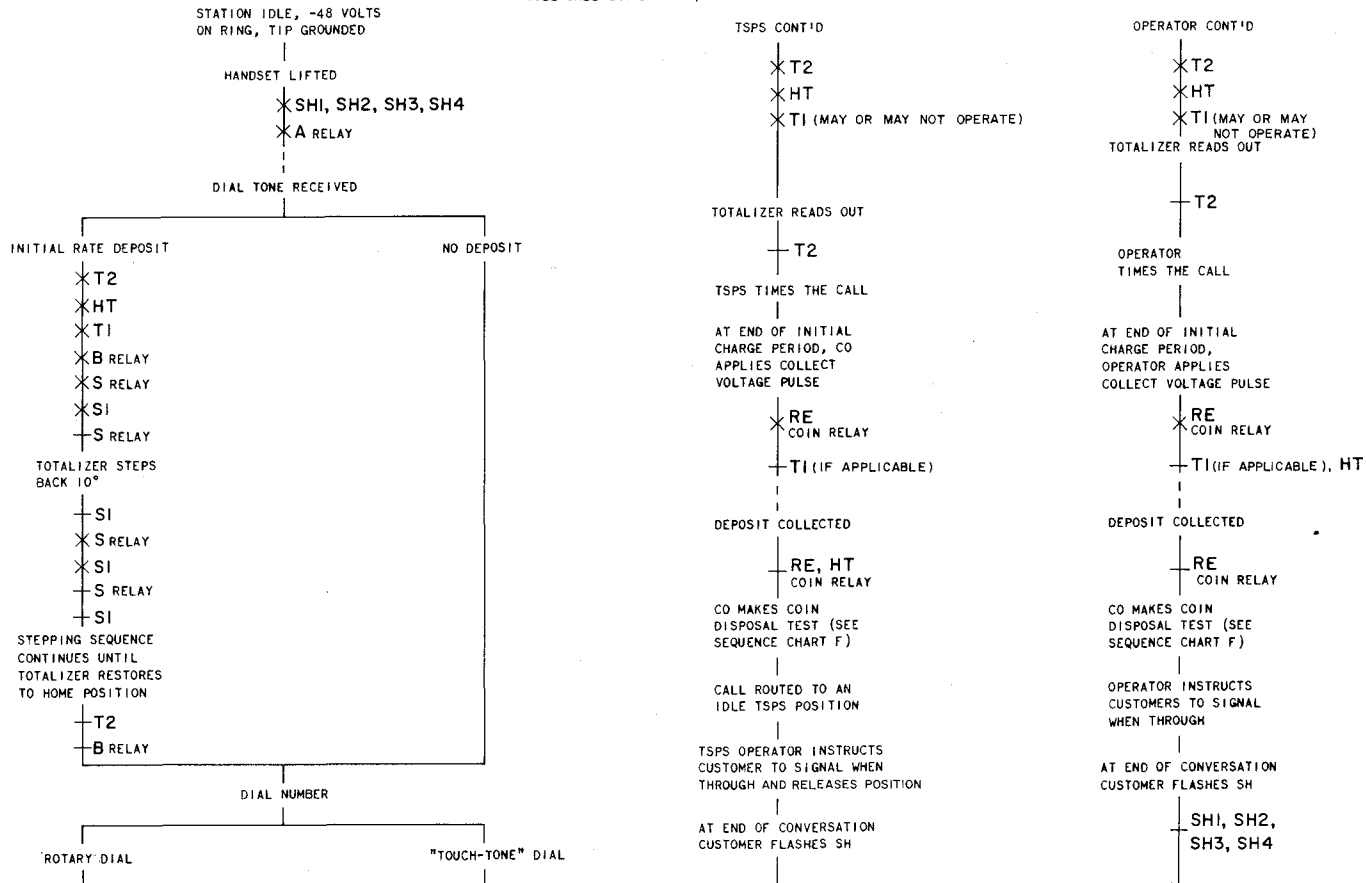 STATION IDLE, -48 VOLTS
ON RING, TIP GROUNDED
HANDSET LIFTED
SH1, SH2, SH3, SH4
A RELAY
DIAL TONE RECEIVED
INITIAL RATE DEPOSIT
NO DEPOSIT
T2
HT
T1
B RELAY
S RELAY
S1
S RELAY
TOTALIZER STEPS
BACK 10°
S1
S RELAY
S1
S RELAY
S1
STEPPING SEQUENCE
CONTINUES UNTIL
TOTALIZER RESTORES
TO HOME POSITION
T2
B RELAY
DIAL NUMBER
ROTARY DIAL
"TOUCH-TONE" DIAL
TSPS CONT'D
T2
HT
T1 (MAY OR MAY NOT OPERATE)
TOTALIZER READS OUT
T2
TSPS TIMES THE CALL
AT END OF INITIAL
CHARGE PERIOD, CO
APPLIES COLLECT
VOLTAGE PULSE
RE
COIN RELAY
T1 (IF APPLICABLE)
DEPOSIT COLLECTED
RE, HT
COIN RELAY
CO MAKES COIN
DISPOSAL TEST (SEE
SEQUENCE CHART F)
CALL ROUTED TO AN
IDLE TSPS POSITION
TSPS OPERATOR INSTRUCTS
CUSTOMER TO SIGNAL WHEN
THROUGH AND RELEASES POSITION
AT END OF CONVERSATION
CUSTOMER FLASHES SH
OPERATOR CONT'D
T2
HT
T1 (MAY OR MAY
NOT OPERATE)
TOTALIZER READS OUT
T2
OPERATOR
TIMES THE CALL
AT END OF INITIAL
CHARGE PERIOD,
OPERATOR APPLIES
COLLECT VOLTAGE PULSE
RE
COIN RELAY
T1 (IF APPLICABLE), HT
DEPOSIT COLLECTED
RE
COIN RELAY
CO MAKES COIN
DISPOSAL TEST (SEE
SEQUENCE CHART F)
OPERATOR INSTRUCTS
CUSTOMERS TO SIGNAL
WHEN THROUGH
AT END OF CONVERSATION
CUSTOMER FLASHES SH
SH1, SH2,
SH3, SH4